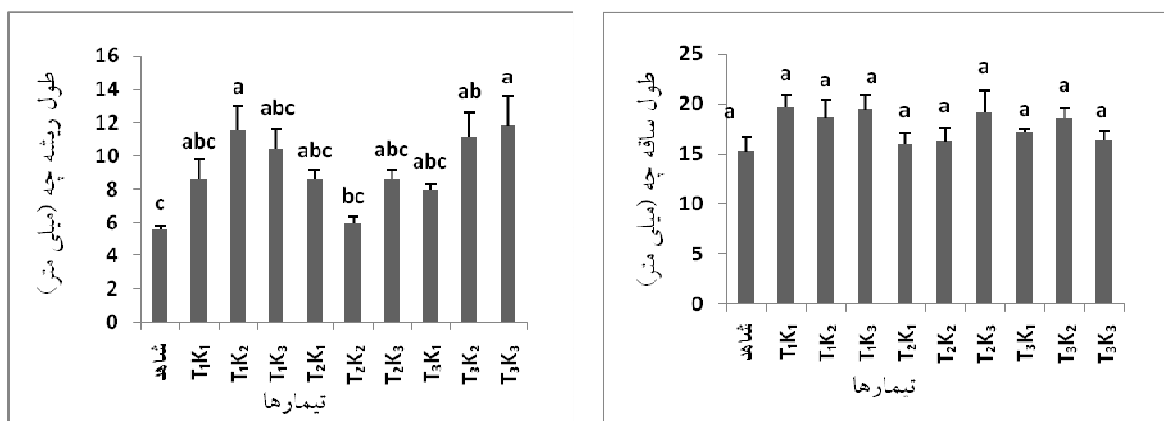 طول ریشه چه (میلی متر)
16
14
12
10
8
6
4
2
0
c
abc
a
abc
abc
bc
abc
abc
ab
a
شاهد
T₁K₁
T₁K₂
T₁K₃
T₂K₁
T₂K₂
T₂K₃
T₃K₁
T₃K₂
T₃K₃
تیمارها
طول ساقه چه (میلی متر)
25
20
15
10
5
0
a
a
a
a
a
a
a
a
a
a
شاهد
T₁K₁
T₁K₂
T₁K₃
T₂K₁
T₂K₂
T₂K₃
T₃K₁
T₃K₂
T₃K₃
تیمارها